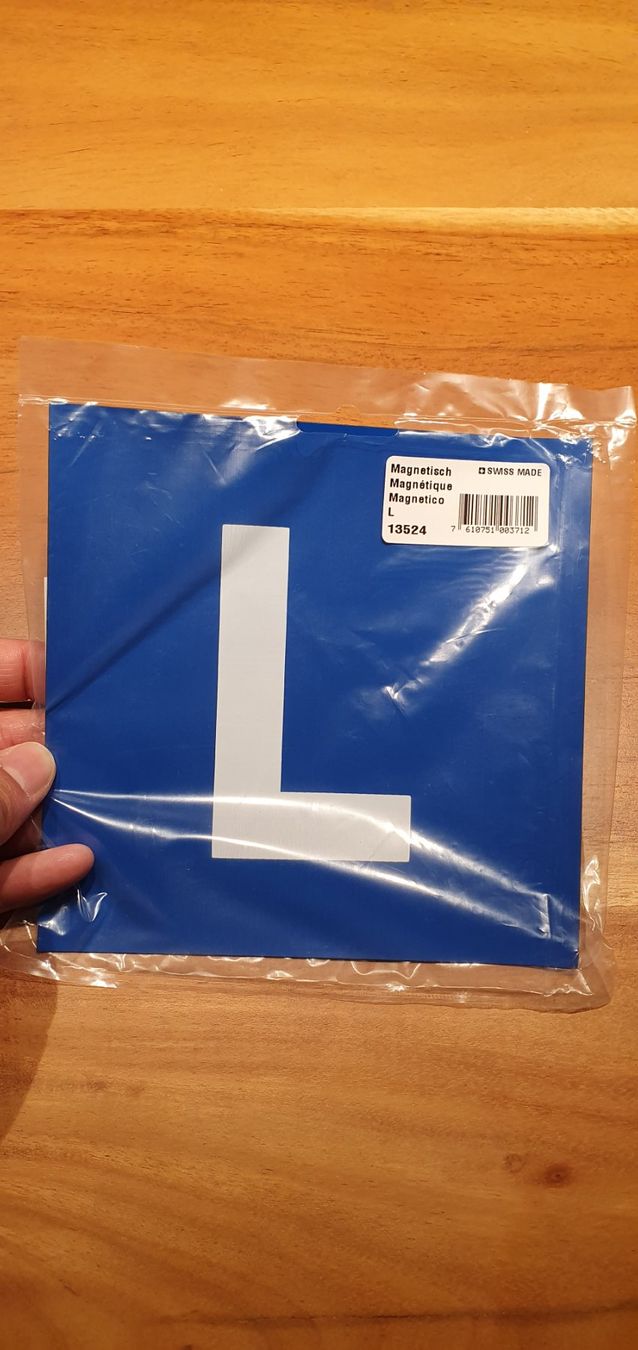 Magnetisch
SWISS MADE
Magnétique
Magnetico
L
13524
7 610751 003712
L